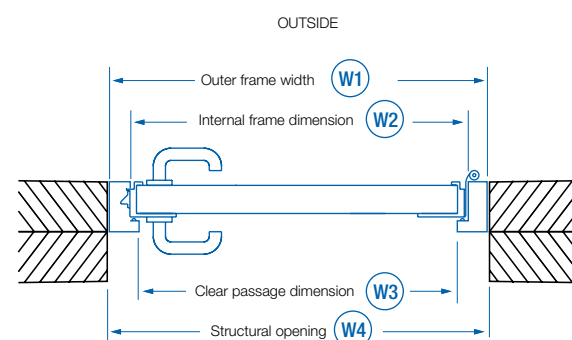 OUTSIDE
Outer frame width W1
Internal frame dimension W2
Clear passage dimension W3
Structural opening W4